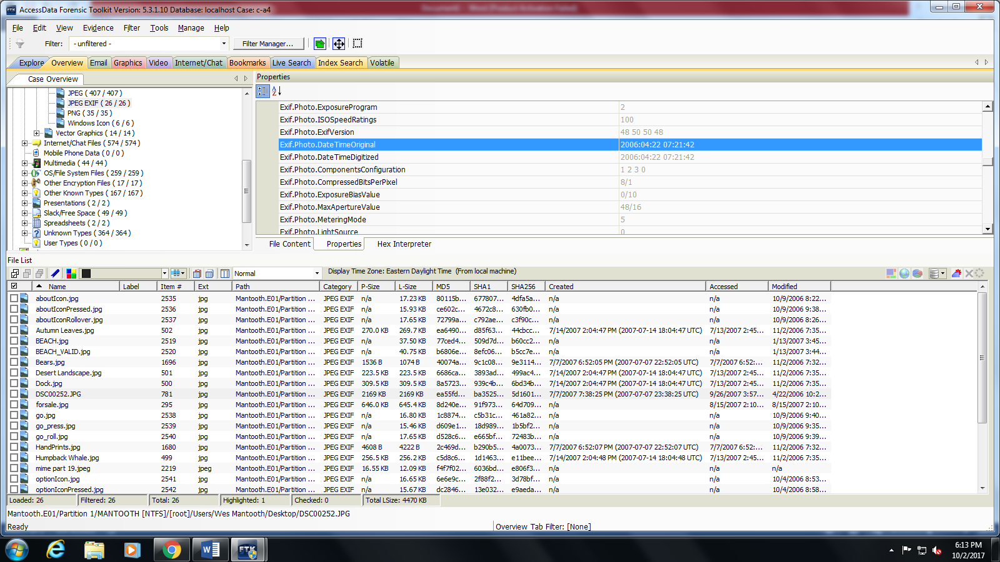 AccessData Forensic Toolkit Version: 5.3.1.10 Database: localhost Case: c-a4
File Edit View Evidence Filter Tools Manage Help
Filter: - unfiltered - Filter Manager...
Explore Overview Email Graphics Video Internet/Chat Bookmarks Live Search Index Search Volatile
Case Overview
JPEG ( 407 / 407 )
JPEG EXIF ( 26 / 26 )
PNG ( 35 / 35 )
Windows Icon ( 6 / 6 )
Vector Graphics ( 14 / 14 )
Internet/Chat Files ( 574 / 574 )
Mobile Phone Data ( 0 / 0 )
Multimedia ( 44 / 44 )
OS/File System Files ( 259 / 259 )
Other Encryption Files ( 17 / 17 )
Other Known Types ( 167 / 167 )
Presentations ( 2 / 2 )
Slack/Free Space ( 49 / 49 )
Spreadsheets ( 2 / 2 )
Unknown Types ( 364 / 364 )
User Types ( 0 / 0 )
Properties
Exif.Photo.ExposureProgram 2
Exif.Photo.ISOSpeedRatings 100
Exif.Photo.ExifVersion 48 50 50 48
Exif.Photo.DateTimeOriginal 2006:04:22 07:21:42
Exif.Photo.DateTimeDigitized 2006:04:22 07:21:42
Exif.Photo.ComponentsConfiguration 1 2 3 0
Exif.Photo.CompressedBitsPerPixel 8/1
Exif.Photo.ExposureBiasValue 0/10
Exif.Photo.MaxApertureValue 48/16
Exif.Photo.MeteringMode 5
Exif.Photo.LightSource 0
File Content Properties Hex Interpreter
File List
Normal Display Time Zone: Eastern Daylight Time (From local machine)
Name Label Item # Ext Path Category P-Size L-Size MD5 SHA1 SHA256 Created Accessed Modified
aboutIcon.jpg 2535 jpg Mantooth.E01/Partition ... JPEG EXIF n/a 17.23 KB 80115b... 677807... 4dfa5a... n/a n/a 10/9/2006 8:22...
aboutIconPressed.jpg 2536 jpg Mantooth.E01/Partition ... JPEG EXIF n/a 15.93 KB ce602c... 4672c8... 630fb0... n/a n/a 10/9/2006 9:38...
aboutIconRollover.jpg 2537 jpg Mantooth.E01/Partition ... JPEG EXIF n/a 17.65 KB 72799a... c792ae... c3f90c... n/a n/a 10/9/2006 8:26...
Autumn Leaves.jpg 502 jpg Mantooth.E01/Partition ... JPEG EXIF 270.0 KB 269.7 KB ea6490... d85f63... 44cbcc... 7/14/2007 2:04:47 PM (2007-07-14 18:04:47 UTC) 7/13/2007 2:45... 11/2/2006 7:35...
BEACH.jpg 2519 jpg Mantooth.E01/Partition ... JPEG EXIF n/a 37.50 KB 77ced4... 509d7d... b60cc2... n/a n/a 1/13/2007 3:45...
BEACH_VALID.jpg 2520 jpg Mantooth.E01/Partition ... JPEG EXIF n/a 40.75 KB b6806e... 8efc06... b5cc7e... n/a n/a 1/13/2007 3:44...
Bears.jpg 1696 jpg Mantooth.E01/Partition ... JPEG EXIF 1536 B 1074 B 40074a... 9c1c08... 9e3114... 7/7/2007 6:52:05 PM (2007-07-07 22:52:05 UTC) 7/7/2007 6:52:... 11/2/2006 7:32...
Desert Landscape.jpg 501 jpg Mantooth.E01/Partition ... JPEG EXIF 223.5 KB 223.5 KB 6686ca... 3893ad... 499ac4... 7/14/2007 2:04:47 PM (2007-07-14 18:04:47 UTC) 7/13/2007 2:45... 11/2/2006 7:35...
Dock.jpg 500 jpg Mantooth.E01/Partition ... JPEG EXIF 309.5 KB 309.5 KB 8a5723... 939c4b... 6bd34b... 7/14/2007 2:04:47 PM (2007-07-14 18:04:47 UTC) 7/13/2007 2:45... 11/2/2006 7:35...
DSC00252.JPG 781 jpg Mantooth.E01/Partition ... JPEG EXIF 2169 KB 2169 KB ea55fd... ba3525... 5d1601... 7/7/2007 7:38:25 PM (2007-07-07 23:38:25 UTC) 9/26/2007 3:57... 4/22/2006 10:2...
forsale.jpg 295 jpg Mantooth.E01/Partition ... JPEG EXIF 646.0 KB 645.4 KB 8d240e... 91f973... 64d709... n/a 8/15/2007 2:10... 8/15/2007 2:10...
go.jpg 2538 jpg Mantooth.E01/Partition ... JPEG EXIF n/a 16.80 KB 1c8874... c5b31c... 461a82... n/a n/a 10/9/2006 9:40...
go_press.jpg 2539 jpg Mantooth.E01/Partition ... JPEG EXIF n/a 15.46 KB d609e1... 18d989... 1b5bf2... n/a n/a 10/9/2006 9:35...
go_roll.jpg 2540 jpg Mantooth.E01/Partition ... JPEG EXIF n/a 17.65 KB d528c6... e665bf... 72483b... n/a n/a 10/9/2006 9:39...
HandPrints.jpg 1680 jpg Mantooth.E01/Partition ... JPEG EXIF 4608 B 4222 B 2c469d... b290b5... 4a0073... 7/7/2007 6:52:07 PM (2007-07-07 22:52:07 UTC) 7/7/2007 6:52:... 11/2/2006 7:32...
Humpback Whale.jpg 499 jpg Mantooth.E01/Partition ... JPEG EXIF 256.5 KB 256.2 KB c5d8c6... 1d1463... e11bee... 7/14/2007 2:04:48 PM (2007-07-14 18:04:48 UTC) 7/13/2007 2:45... 11/2/2006 7:35...
mime part 19.jpeg 2219 jpeg Mantooth.E01/Partition ... JPEG EXIF 16.55 KB 12.09 KB f4f7f02... 6036bd... e806f3... n/a n/a n/a
optionIcon.jpg 2541 jpg Mantooth.E01/Partition ... JPEG EXIF n/a 16.65 KB 6e6e9c... 2f88f2... 3d78bf... n/a n/a 10/4/2006 8:53...
optionIconPressed.jpg 2542 jpg Mantooth.E01/Partition ... JPEG EXIF n/a 15.67 KB dc2846... 13e032... e9aeda... n/a n/a 10/4/2006 8:58...
Loaded: 26 Filtered: 26 Total: 26 Highlighted: 1 Checked: 0 Total LSize: 4470 KB
Mantooth.E01/Partition 1/MANTOOTH [NTFS]/[root]/Users/Wes Mantooth/Desktop/DSC00252.JPG
Ready Overview Tab Filter: [None]
FTK
6:13 PM
10/2/2017